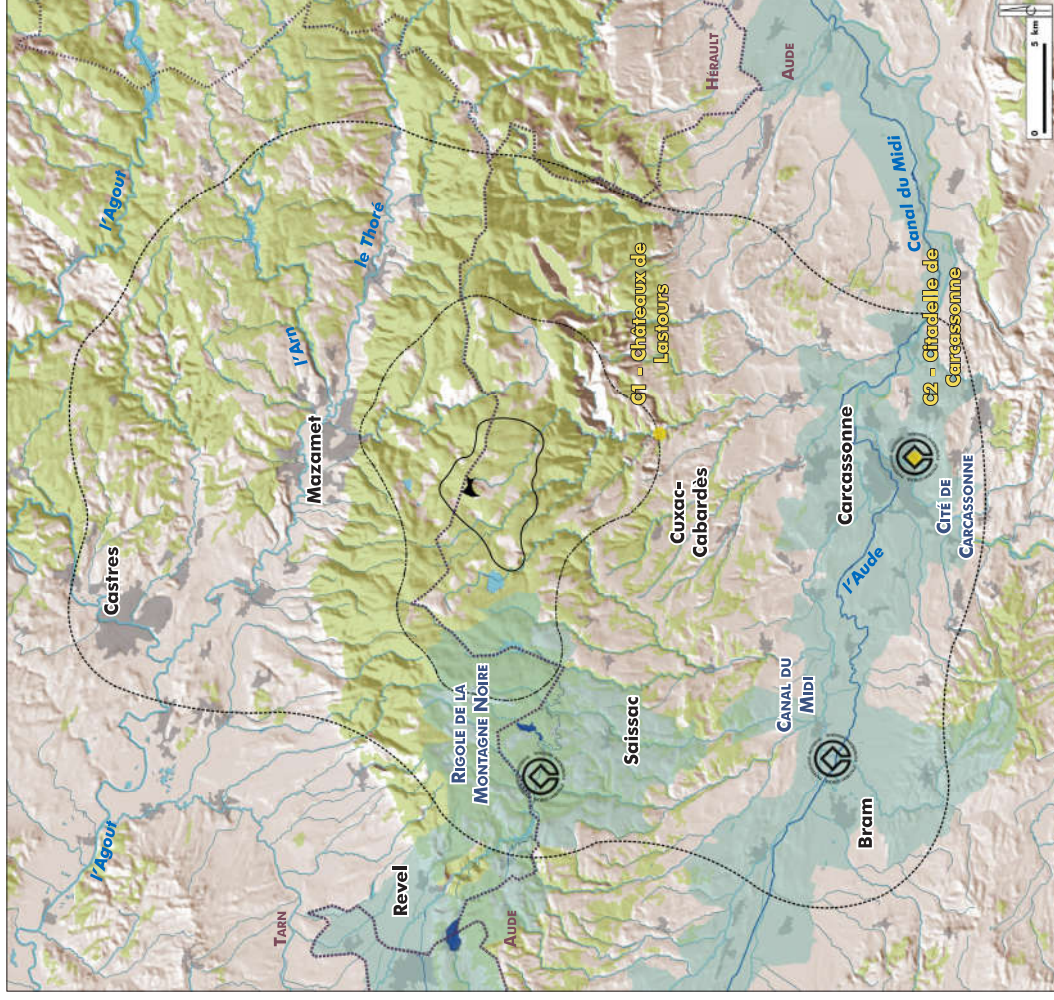 l'Agout
l'Agout
l'Arn
le Thoré
Castres
Mazamet
TARN
Revel
AUDE
RIGOLE DE LA
MONTAGNE NOIRE
Saissac
Cuxac-
Cabardès
C1 - Châteaux de
Lastours
HÉRAULT
AUDE
Canal du Midi
C2 - Citadelle de
Carcassonne
Carcassonne
CITÉ DE
CARCASSONNE
l'Aude
CANAL DU
MIDI
Bram
0 5 km